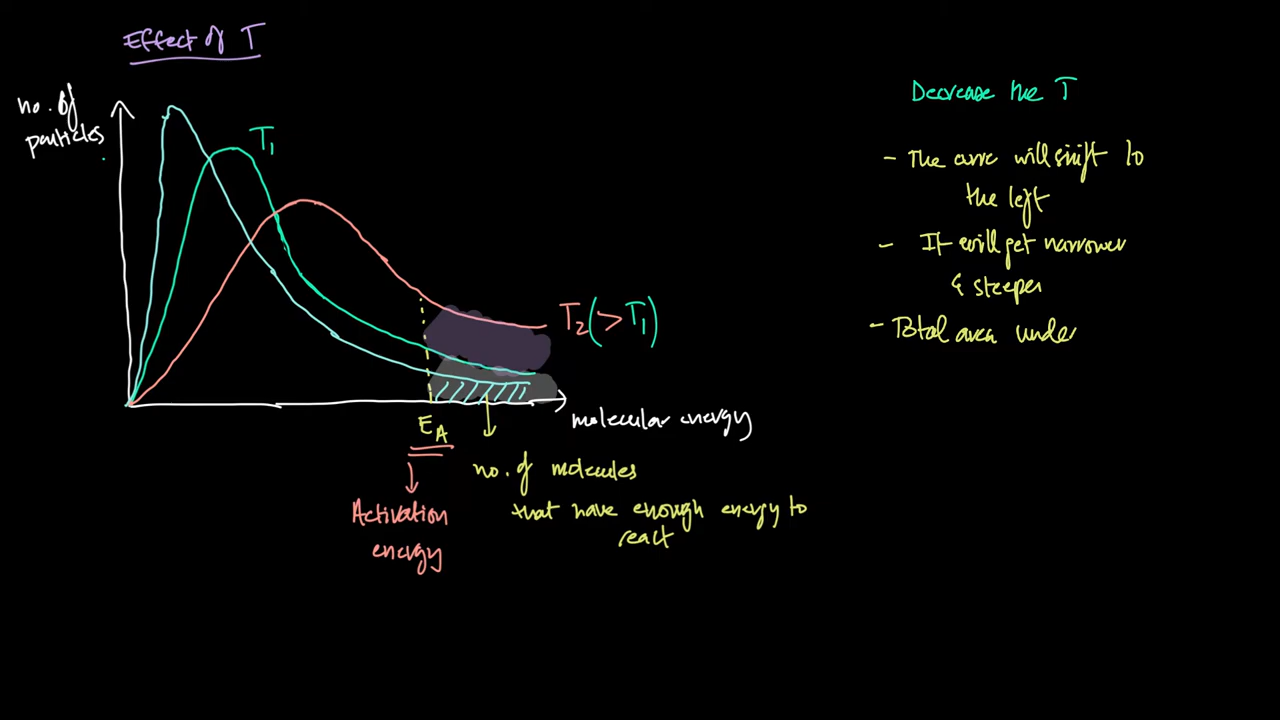 Effect of T
no. of
particles
T1
T2 (> T1)
EA
molecular energy
Activation
energy
no. of molecules
that have enough energy to
react
Decrease the T
- The curve will shift to
the left
- It will get narrower
& steeper
- Total area under